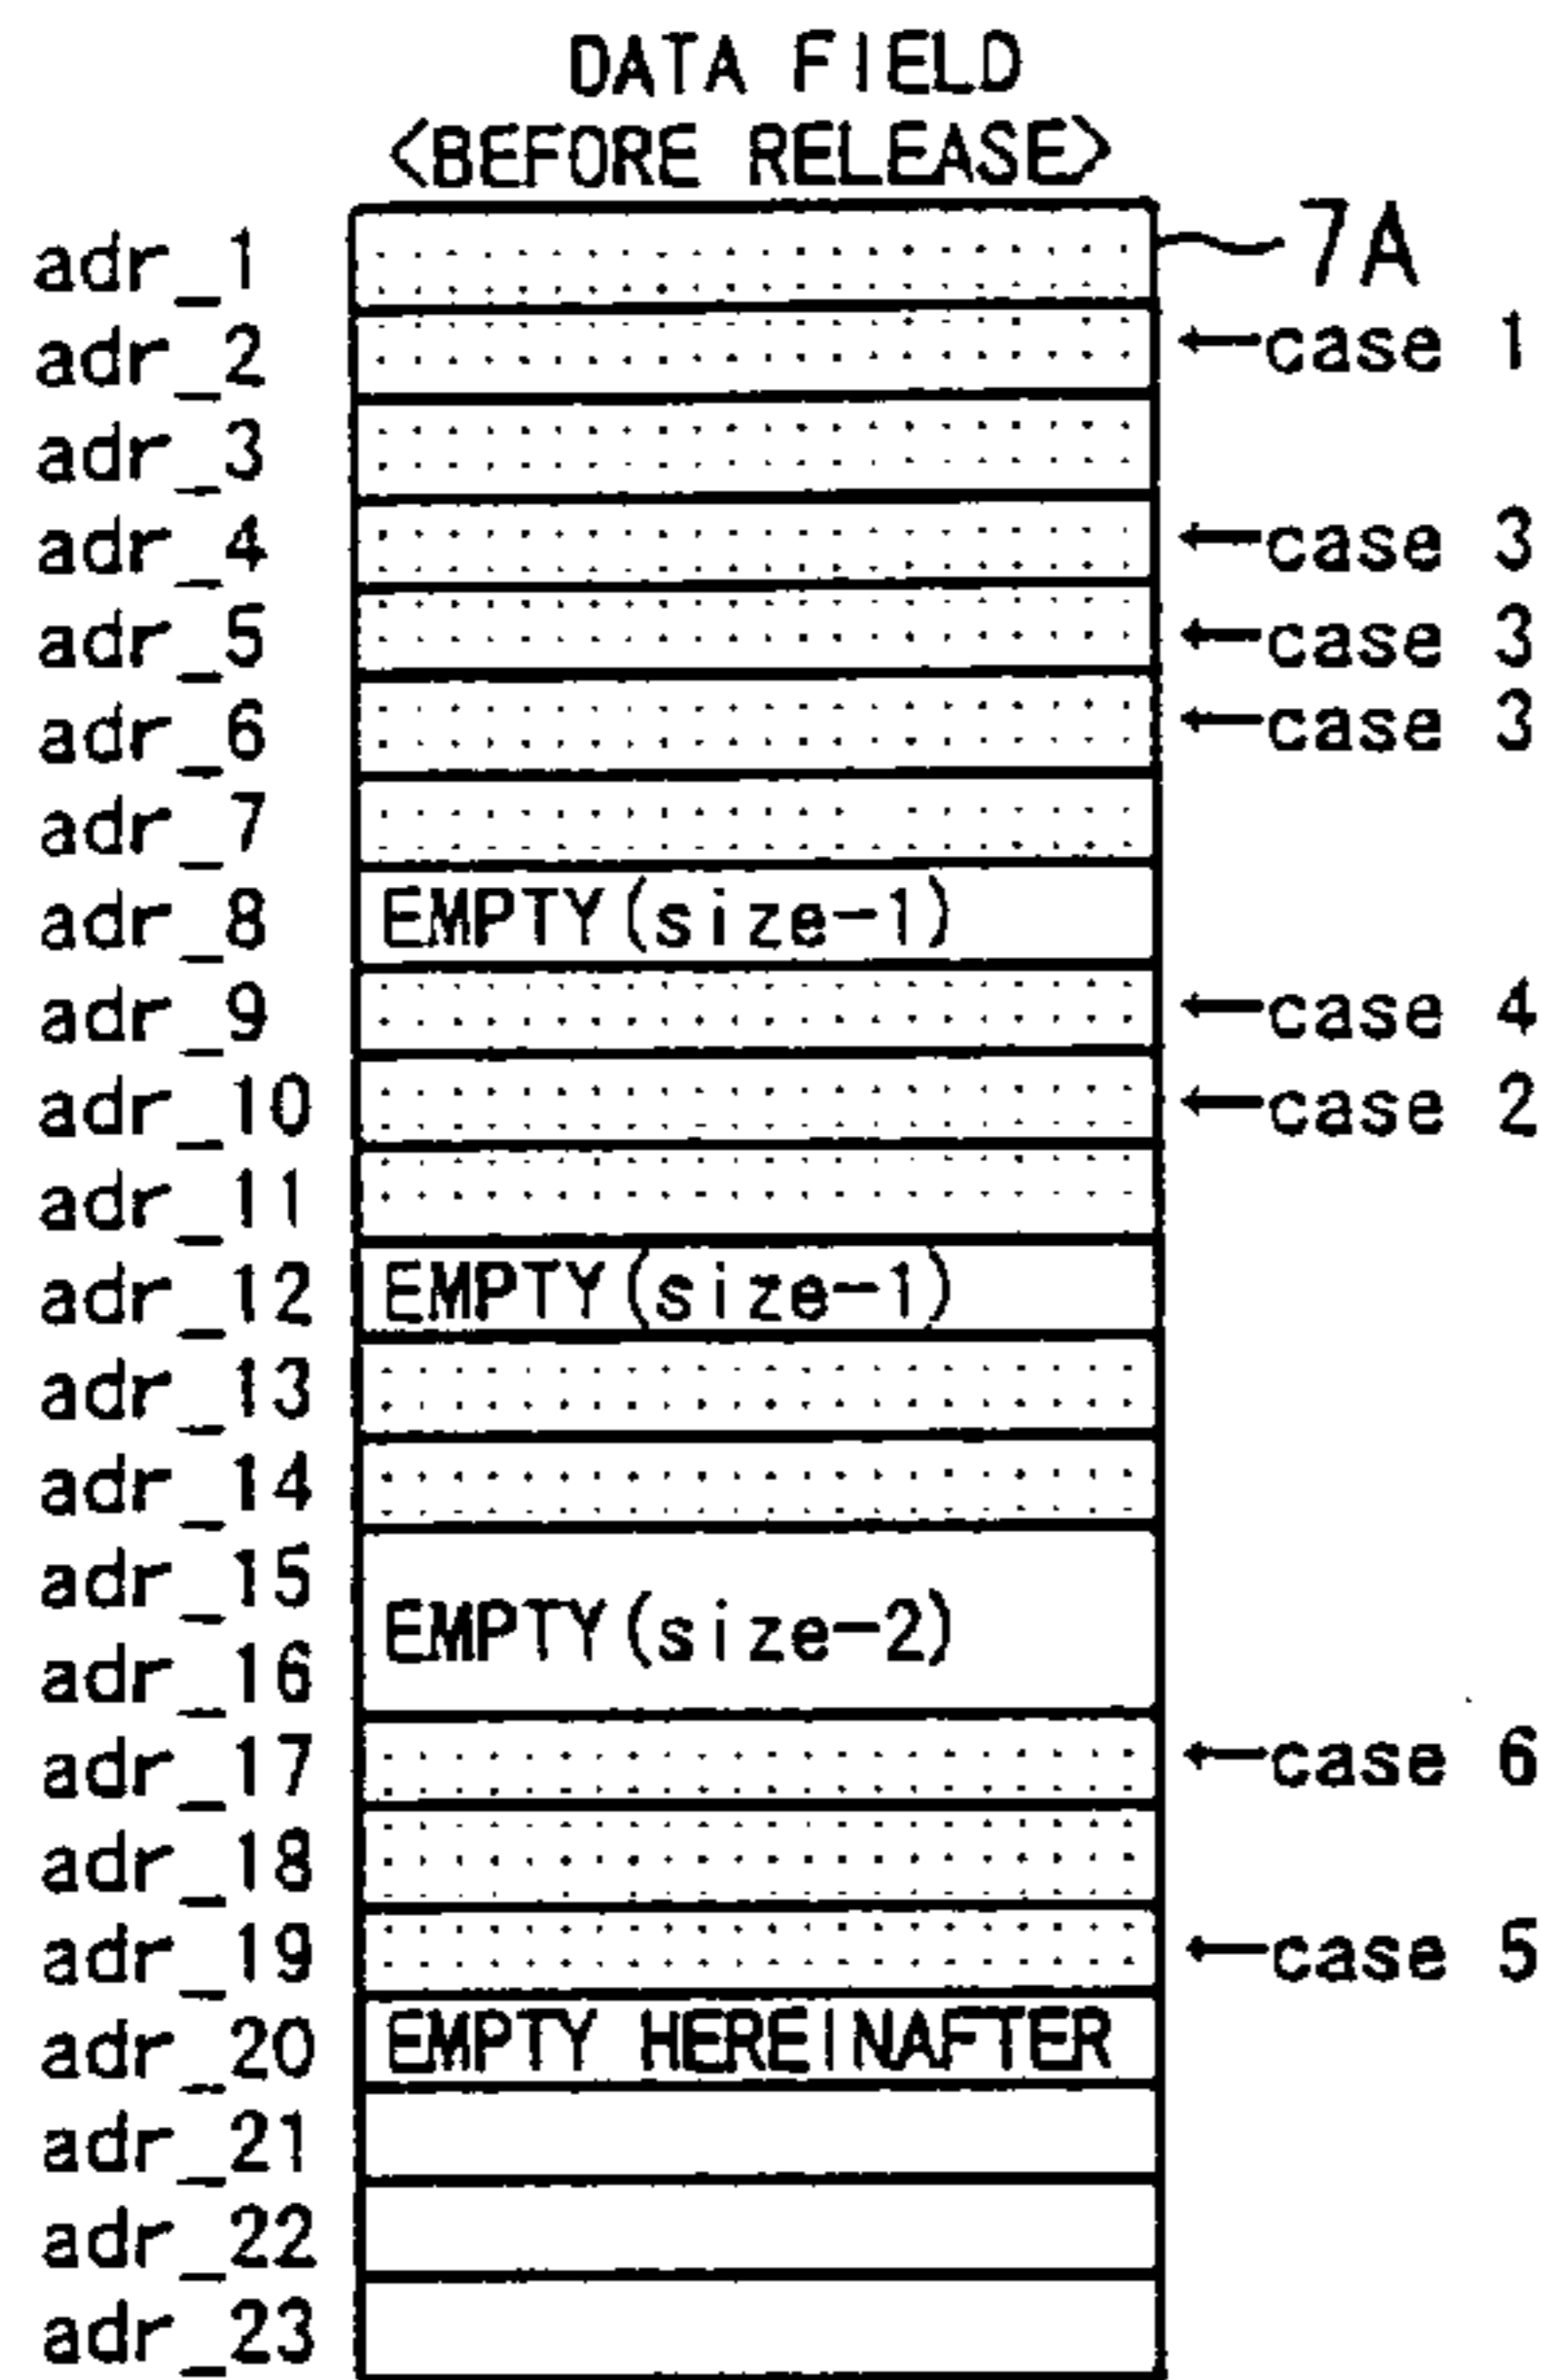 DATA FIELD
<BEFORE RELEASE>
adr_1 7A
adr_2 ←case 1
adr_3
adr_4 ←case 3
adr_5 ←case 3
adr_6 ←case 3
adr_7
adr_8 EMPTY(size-1)
adr_9 ←case 4
adr_10 ←case 2
adr_11
adr_12 EMPTY(size-1)
adr_13
adr_14
adr_15
EMPTY(size-2)
adr_16
adr_17 ←case 6
adr_18
adr_19 ←case 5
adr_20 EMPTY HEREINAFTER
adr_21
adr_22
adr_23